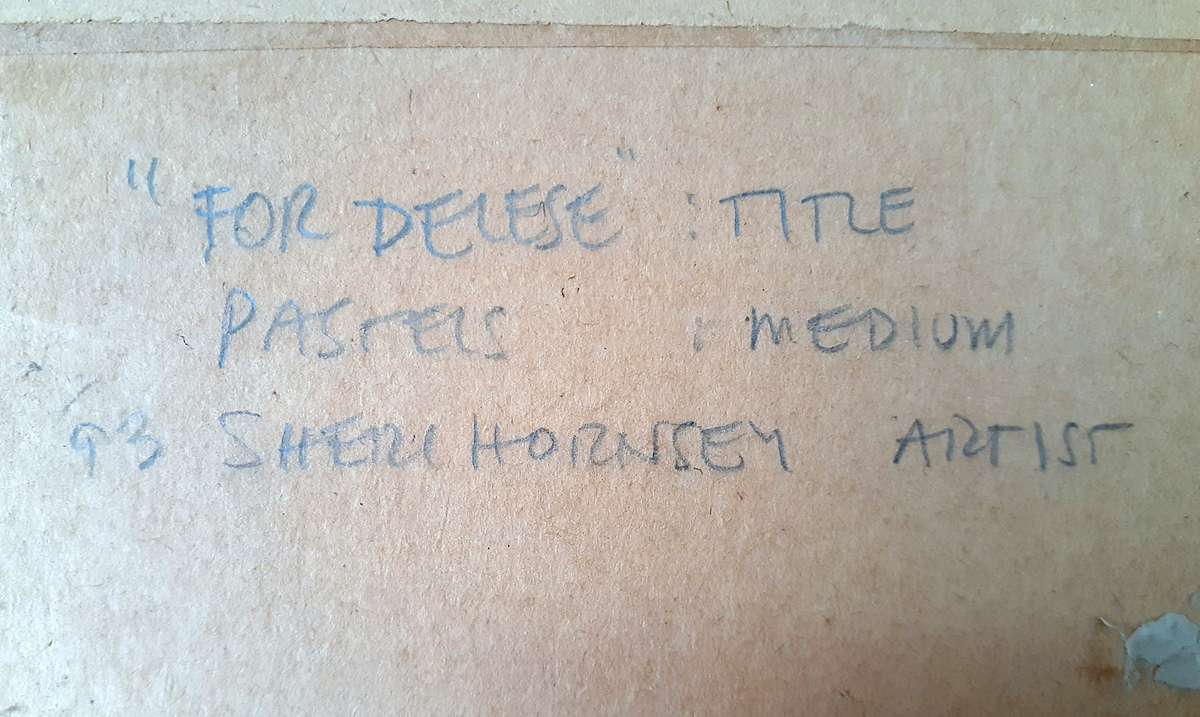 "FOR DELESE" : TITLE
PASTELS : MEDIUM
93 SHERI HORNSEY ARTIST